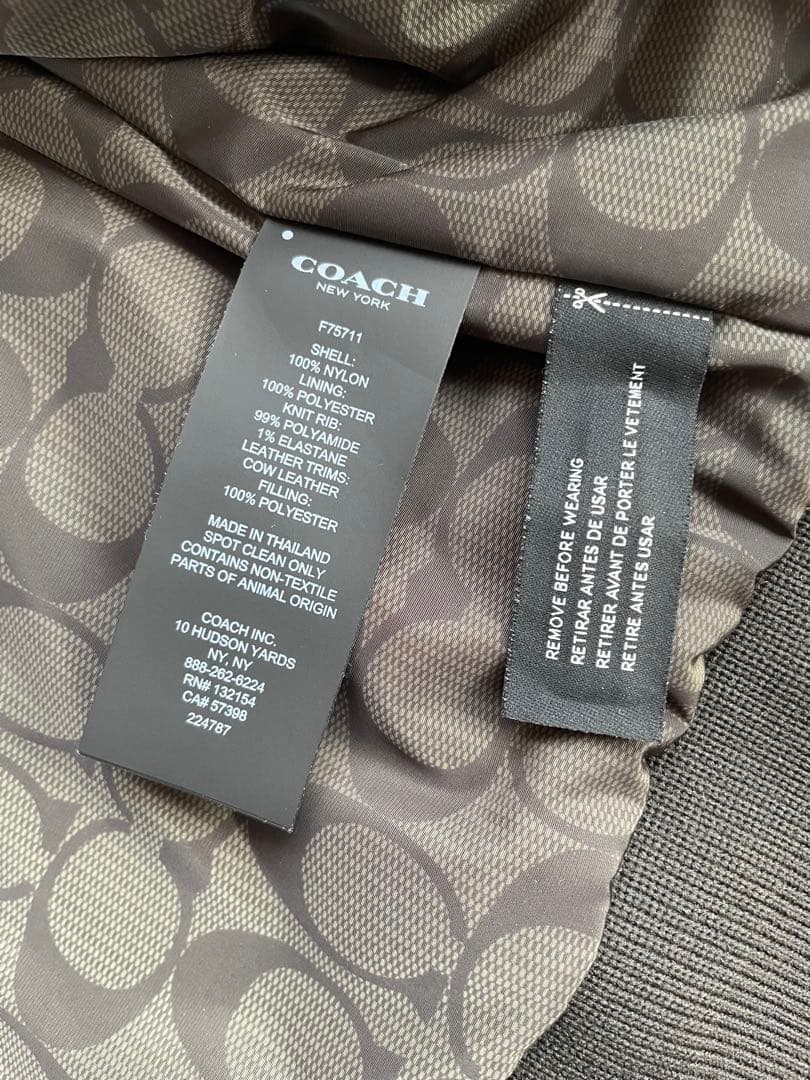 COACH
NEW YORK
F75711
SHELL:
100% NYLON
LINING:
100% POLYESTER
KNIT RIB:
99% POLYAMIDE
1% ELASTANE
LEATHER TRIMS:
COW LEATHER
FILLING:
100% POLYESTER
MADE IN THAILAND
SPOT CLEAN ONLY
CONTAINS NON-TEXTILE
PARTS OF ANIMAL ORIGIN
COACH INC.
10 HUDSON YARDS
NY, NY
888-262-6224
RN# 132154
CA# 57398
224787
REMOVE BEFORE WEARING
RETIRAR ANTES DE USAR
RETIRER AVANT DE PORTER LE VETEMENT
RETIRE ANTES USAR